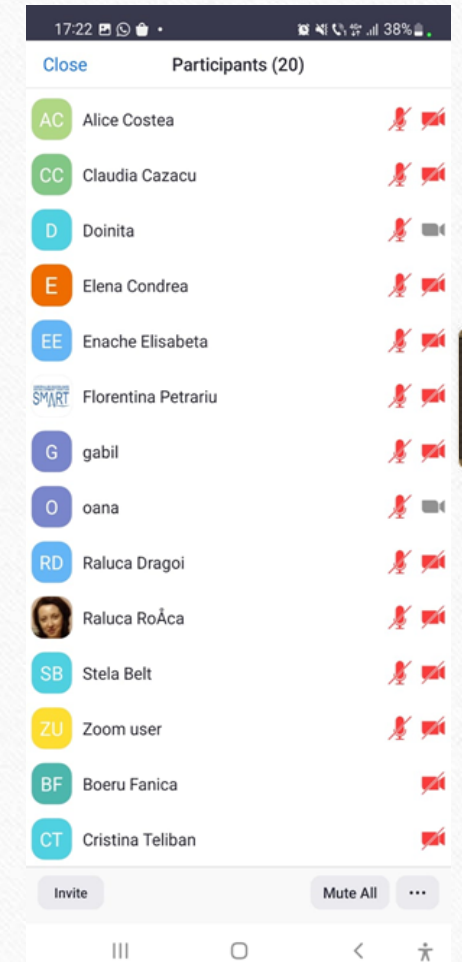 17:22 38%
Close Participants (20)
AC Alice Costea
CC Claudia Cazacu
D Doinita
E Elena Condrea
EE Enache Elisabeta
SMART Florentina Petrariu
G gabil
O oana
RD Raluca Dragoi
Raluca RoÅca
SB Stela Belt
ZU Zoom user
BF Boeru Fanica
CT Cristina Teliban
Invite Mute All ...